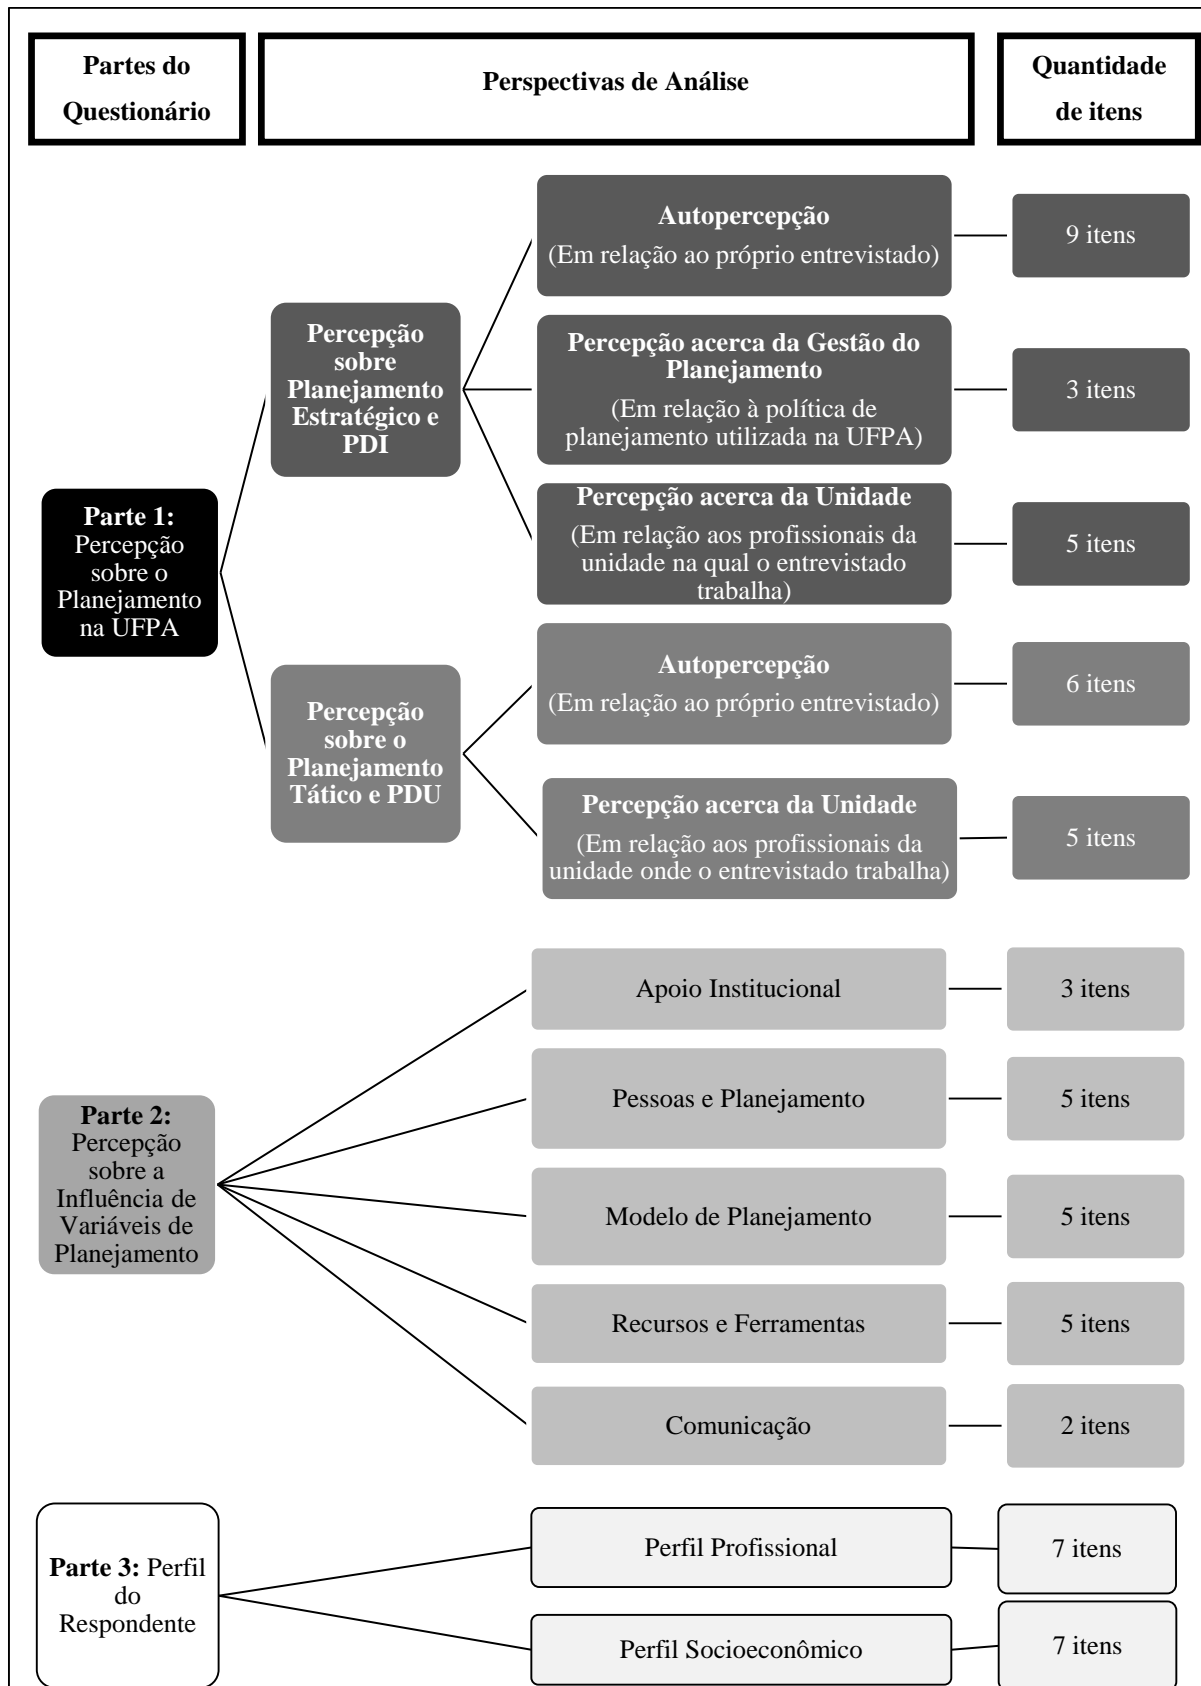 Partes do
Questionário
Perspectivas de Análise
Quantidade
de itens
Parte 1:
Percepção
sobre o
Planejamento
na UFPA
Percepção
sobre
Planejamento
Estratégico e
PDI
Autopercepção
(Em relação ao próprio entrevistado)
9 itens
Percepção acerca da Gestão do
Planejamento
(Em relação à política de
planejamento utilizada na UFPA)
3 itens
Percepção acerca da Unidade
(Em relação aos profissionais da
unidade na qual o entrevistado
trabalha)
5 itens
Percepção
sobre o
Planejamento
Tático e PDU
Autopercepção
(Em relação ao próprio entrevistado)
6 itens
Percepção acerca da Unidade
(Em relação aos profissionais da
unidade onde o entrevistado trabalha)
5 itens
Parte 2:
Percepção
sobre a
Influência de
Variáveis de
Planejamento
Apoio Institucional
3 itens
Pessoas e Planejamento
5 itens
Modelo de Planejamento
5 itens
Recursos e Ferramentas
5 itens
Comunicação
2 itens
Parte 3: Perfil
do
Respondente
Perfil Profissional
7 itens
Perfil Socioeconômico
7 itens